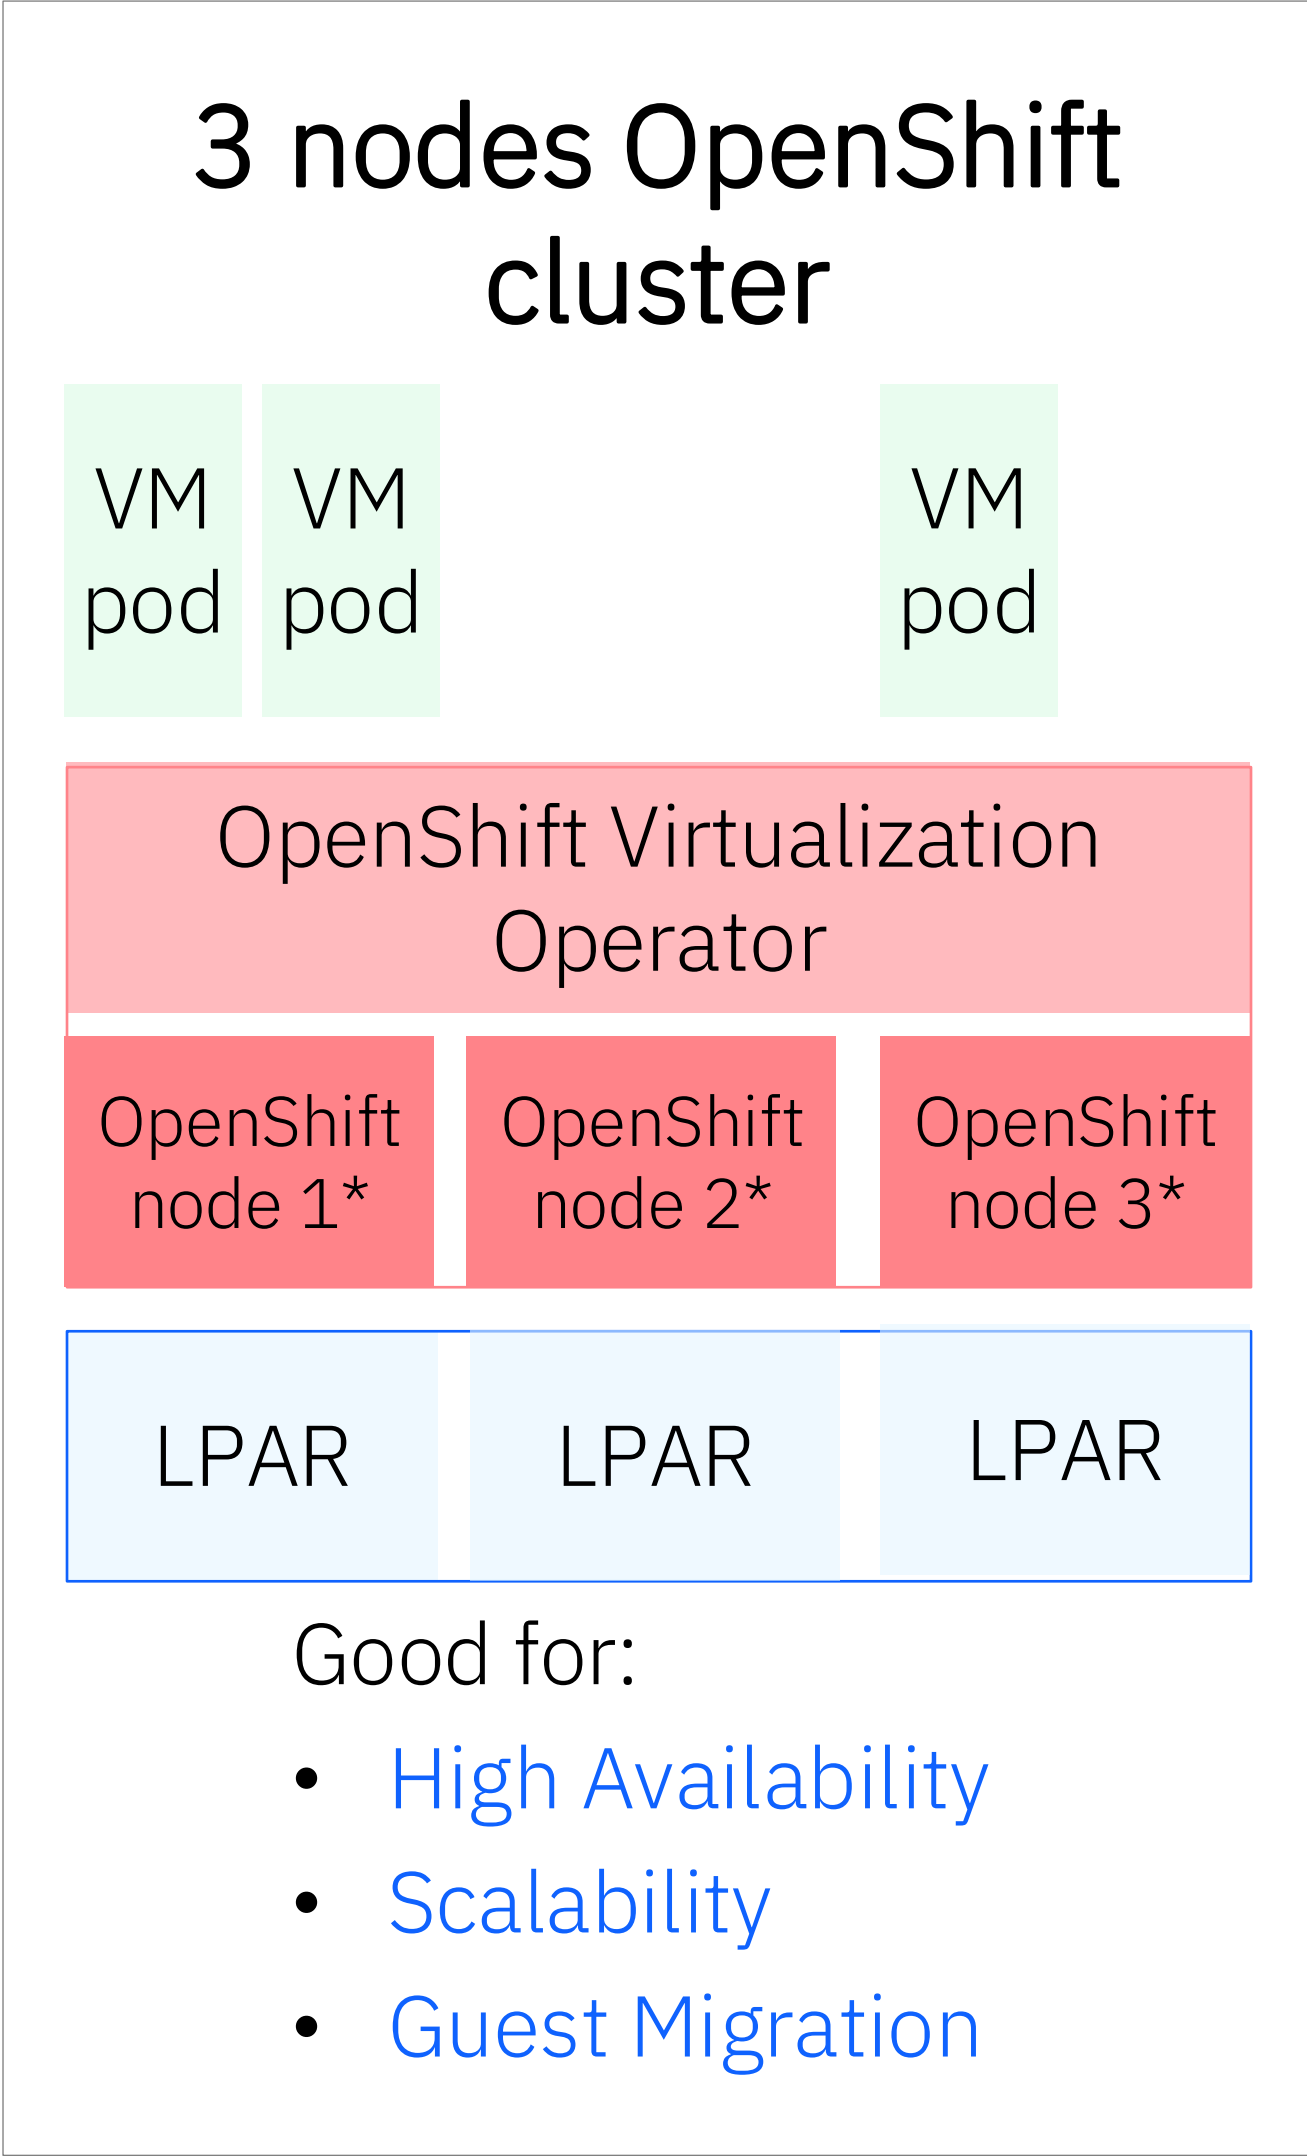 3 nodes OpenShift
cluster
VM
pod
VM
pod
VM
pod
OpenShift Virtualization
Operator
OpenShift
node 1*
OpenShift
node 2*
OpenShift
node 3*
LPAR
LPAR
LPAR
Good for:
• High Availability
• Scalability
• Guest Migration